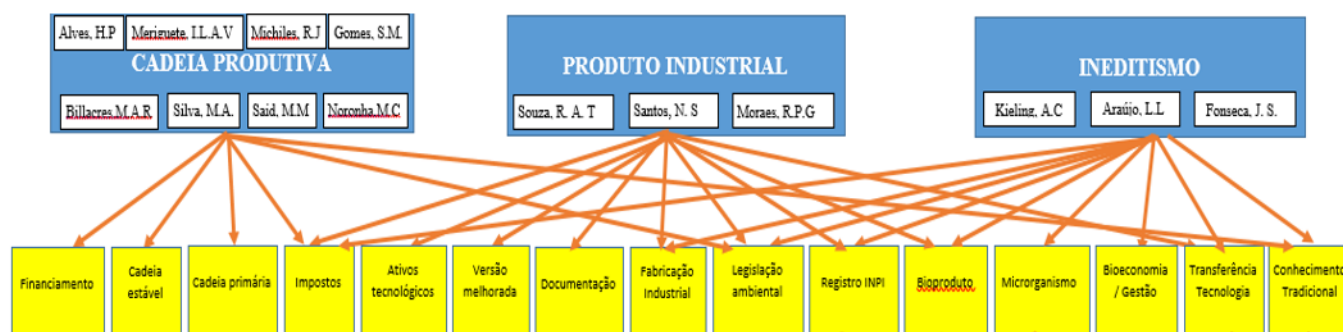 Alves, H.P
Meriguete, I.L.A.V
Michiles, R.J
Gomes, S.M.
CADEIA PRODUTIVA
Billacres,M.A.R
Silva, M.A.
Said, M.M
Noronha,M.C
PRODUTO INDUSTRIAL
Souza, R. A. T
Santos, N. S
Moraes, R.P.G
INEDITISMO
Kieling, A.C
Araújo, L.L
Fonseca, J. S.
Financiamento
Cadeia
estável
Cadeia primária
Impostos
Ativos
tecnológicos
Versão
melhorada
Documentação
Fabricação
Industrial
Legislação
ambiental
Registro INPI
Bioproduto
Microrganismo
Bioeconomia
/ Gestão
Transferência
Tecnologia
Conhecimento
Tradicional